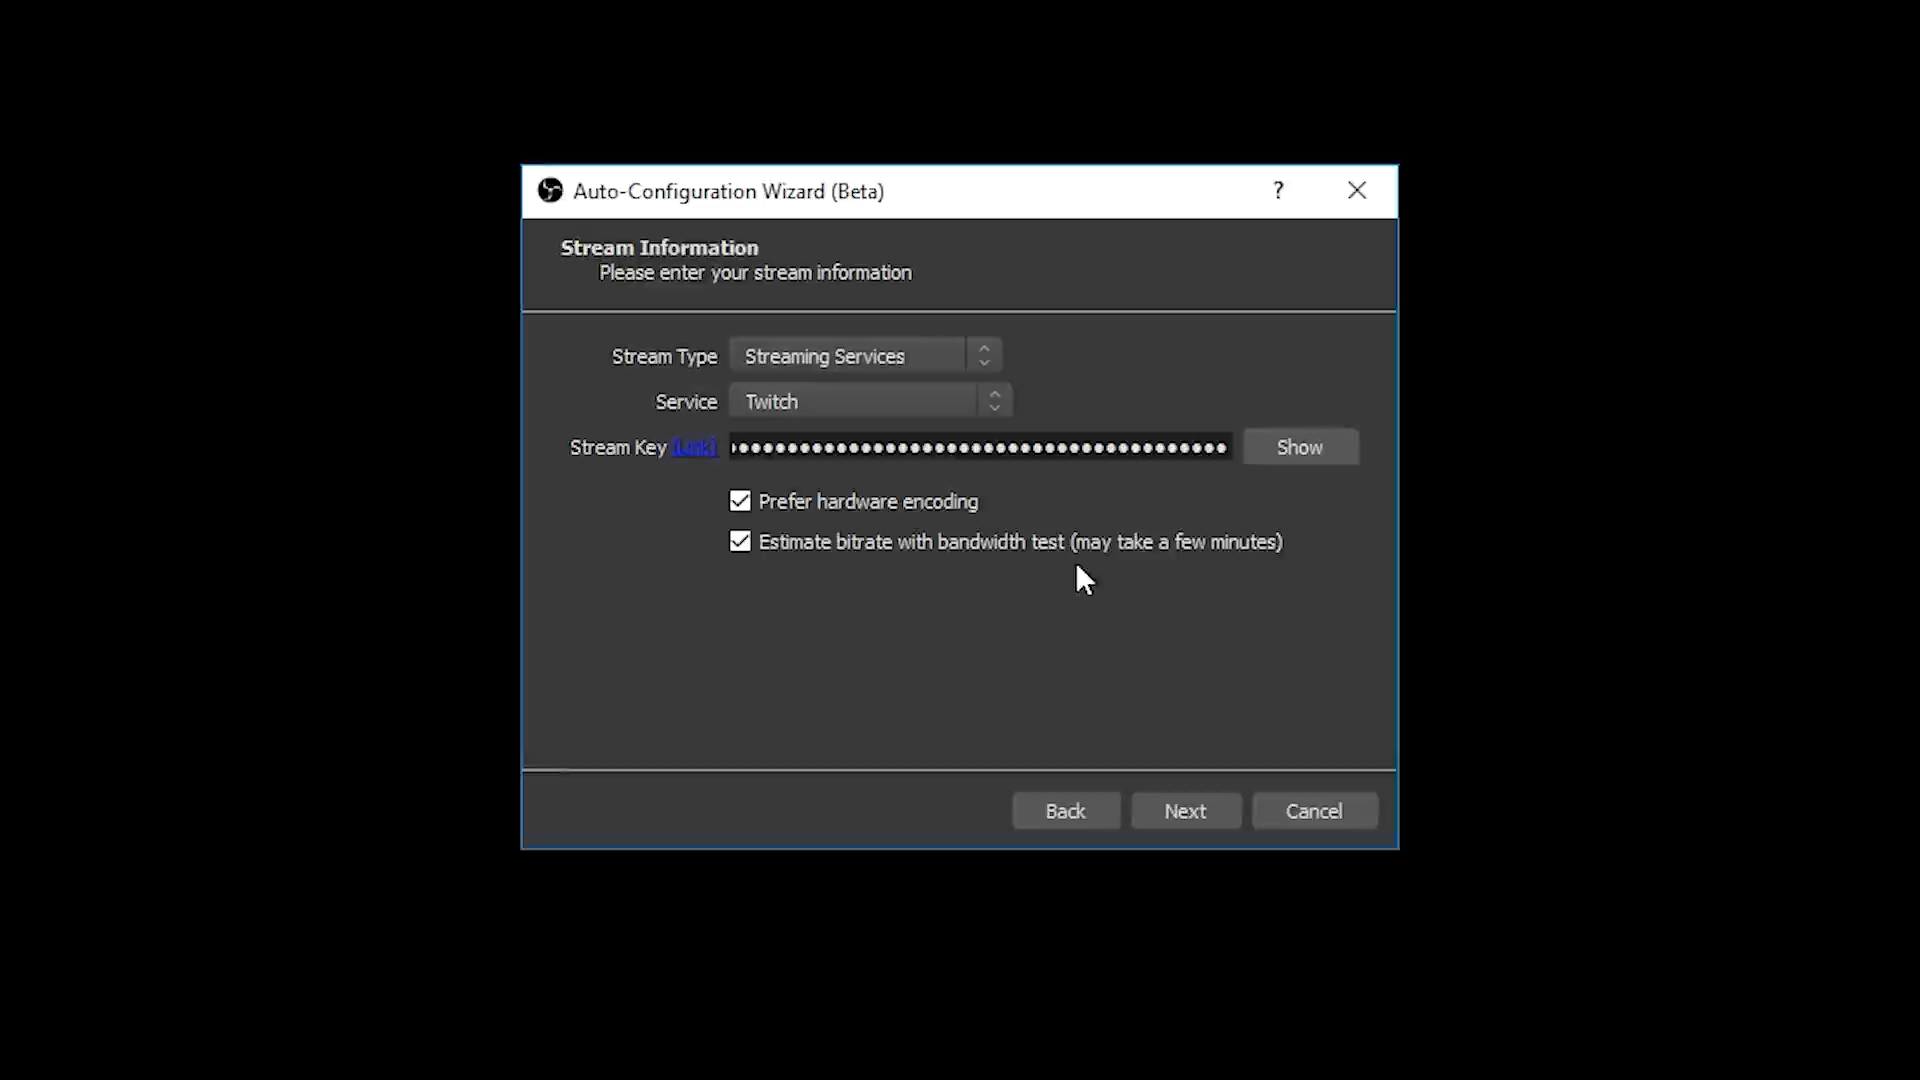 Auto-Configuration Wizard (Beta)
?
Stream Information
Please enter your stream information
Stream Type Streaming Services
Service Twitch
Stream Key (Link) Show
Prefer hardware encoding
Estimate bitrate with bandwidth test (may take a few minutes)
Back Next Cancel